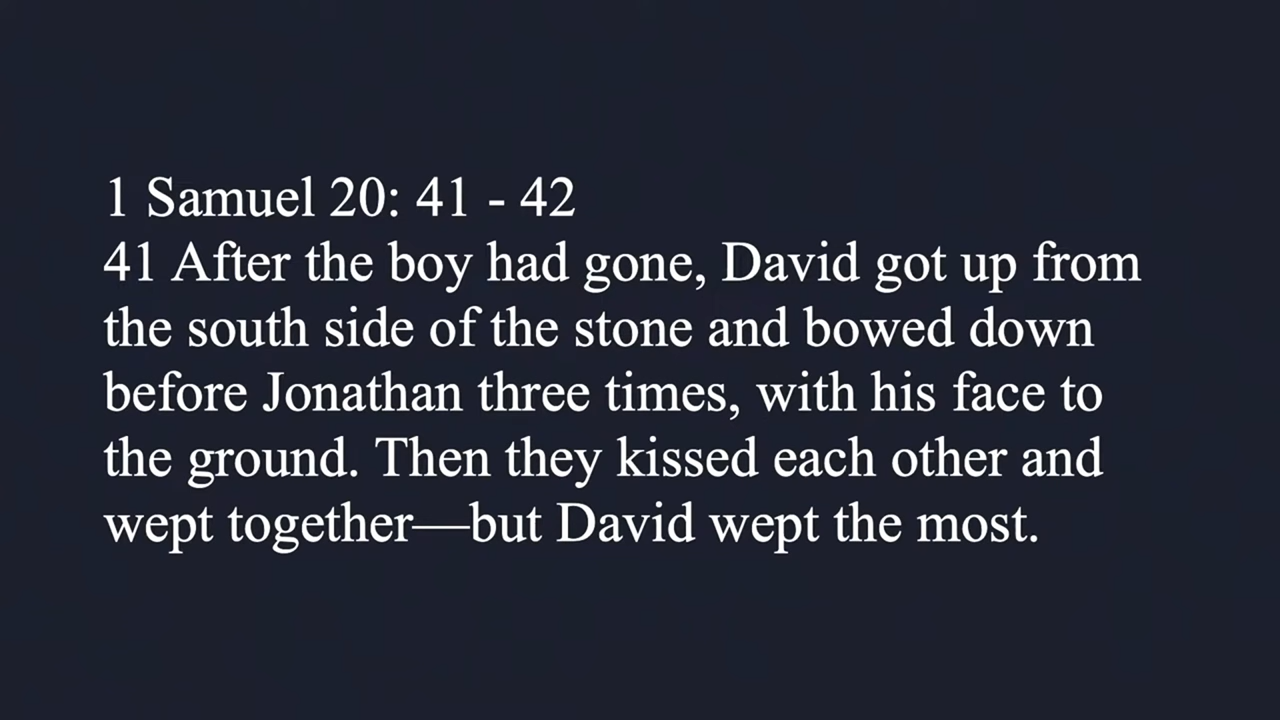 1 Samuel 20: 41 - 42
41 After the boy had gone, David got up from
the south side of the stone and bowed down
before Jonathan three times, with his face to
the ground. Then they kissed each other and
wept together—but David wept the most.